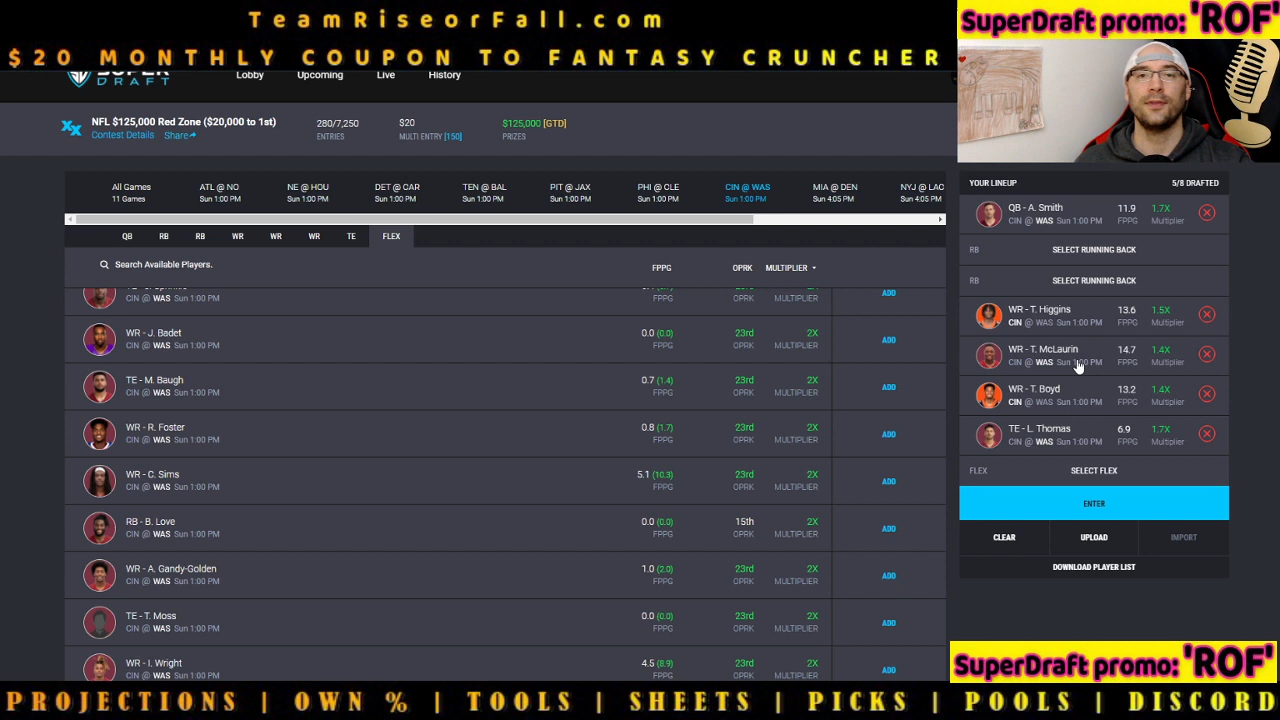 TeamRiseorFall.com
$20 MONTHLY COUPON TO FANTASY CRUNCHER
SuperDraft promo: 'ROF'
DRAFT
Lobby Upcoming Live History
NFL $125,000 Red Zone ($20,000 to 1st)
Contest Details Share
280/7,250
ENTRIES
$20
MULTI ENTRY [150]
$125,000 [GTD]
PRIZES
All Games
11 Games
ATL @ NO
Sun 1:00 PM
NE @ HOU
Sun 1:00 PM
DET @ CAR
Sun 1:00 PM
TEN @ BAL
Sun 1:00 PM
PIT @ JAX
Sun 1:00 PM
PHI @ CLE
Sun 1:00 PM
CIN @ WAS
Sun 1:00 PM
MIA @ DEN
Sun 4:05 PM
NYJ @ LAC
Sun 4:05 PM
QB RB RB WR WR WR TE FLEX
Search Available Players.
FPPG OPRK MULTIPLIER
CIN @ WAS Sun 1:00 PM FPPG OPRK MULTIPLIER ADD
WR - J. Badet 0.0 (0.0) 23rd 2X
CIN @ WAS Sun 1:00 PM FPPG OPRK MULTIPLIER ADD
TE - M. Baugh 0.7 (1.4) 23rd 2X
CIN @ WAS Sun 1:00 PM FPPG OPRK MULTIPLIER ADD
WR - R. Foster 0.8 (1.7) 23rd 2X
CIN @ WAS Sun 1:00 PM FPPG OPRK MULTIPLIER ADD
WR - C. Sims 5.1 (10.3) 23rd 2X
CIN @ WAS Sun 1:00 PM FPPG OPRK MULTIPLIER ADD
RB - B. Love 0.0 (0.0) 15th 2X
CIN @ WAS Sun 1:00 PM FPPG OPRK MULTIPLIER ADD
WR - A. Gandy-Golden 1.0 (2.0) 23rd 2X
CIN @ WAS Sun 1:00 PM FPPG OPRK MULTIPLIER ADD
TE - T. Moss 0.0 (0.0) 23rd 2X
CIN @ WAS Sun 1:00 PM FPPG OPRK MULTIPLIER ADD
WR - I. Wright 4.5 (8.9) 23rd 2X
CIN @ WAS Sun 1:00 PM FPPG OPRK MULTIPLIER ADD
YOUR LINEUP 5/8 DRAFTED
QB - A. Smith 11.9 1.7X
CIN @ WAS Sun 1:00 PM FPPG Multiplier
RB SELECT RUNNING BACK
RB SELECT RUNNING BACK
WR - T. Higgins 13.6 1.5X
CIN @ WAS Sun 1:00 PM FPPG Multiplier
WR - T. McLaurin 14.7 1.4X
CIN @ WAS Sun 1:00 PM FPPG Multiplier
WR - T. Boyd 13.2 1.4X
CIN @ WAS Sun 1:00 PM FPPG Multiplier
TE - L. Thomas 6.9 1.7X
CIN @ WAS Sun 1:00 PM FPPG Multiplier
FLEX SELECT FLEX
ENTER
CLEAR UPLOAD IMPORT
DOWNLOAD PLAYER LIST
SuperDraft promo: 'ROF'
PROJECTIONS | OWN % | TOOLS | SHEETS | PICKS | POOLS | DISCORD